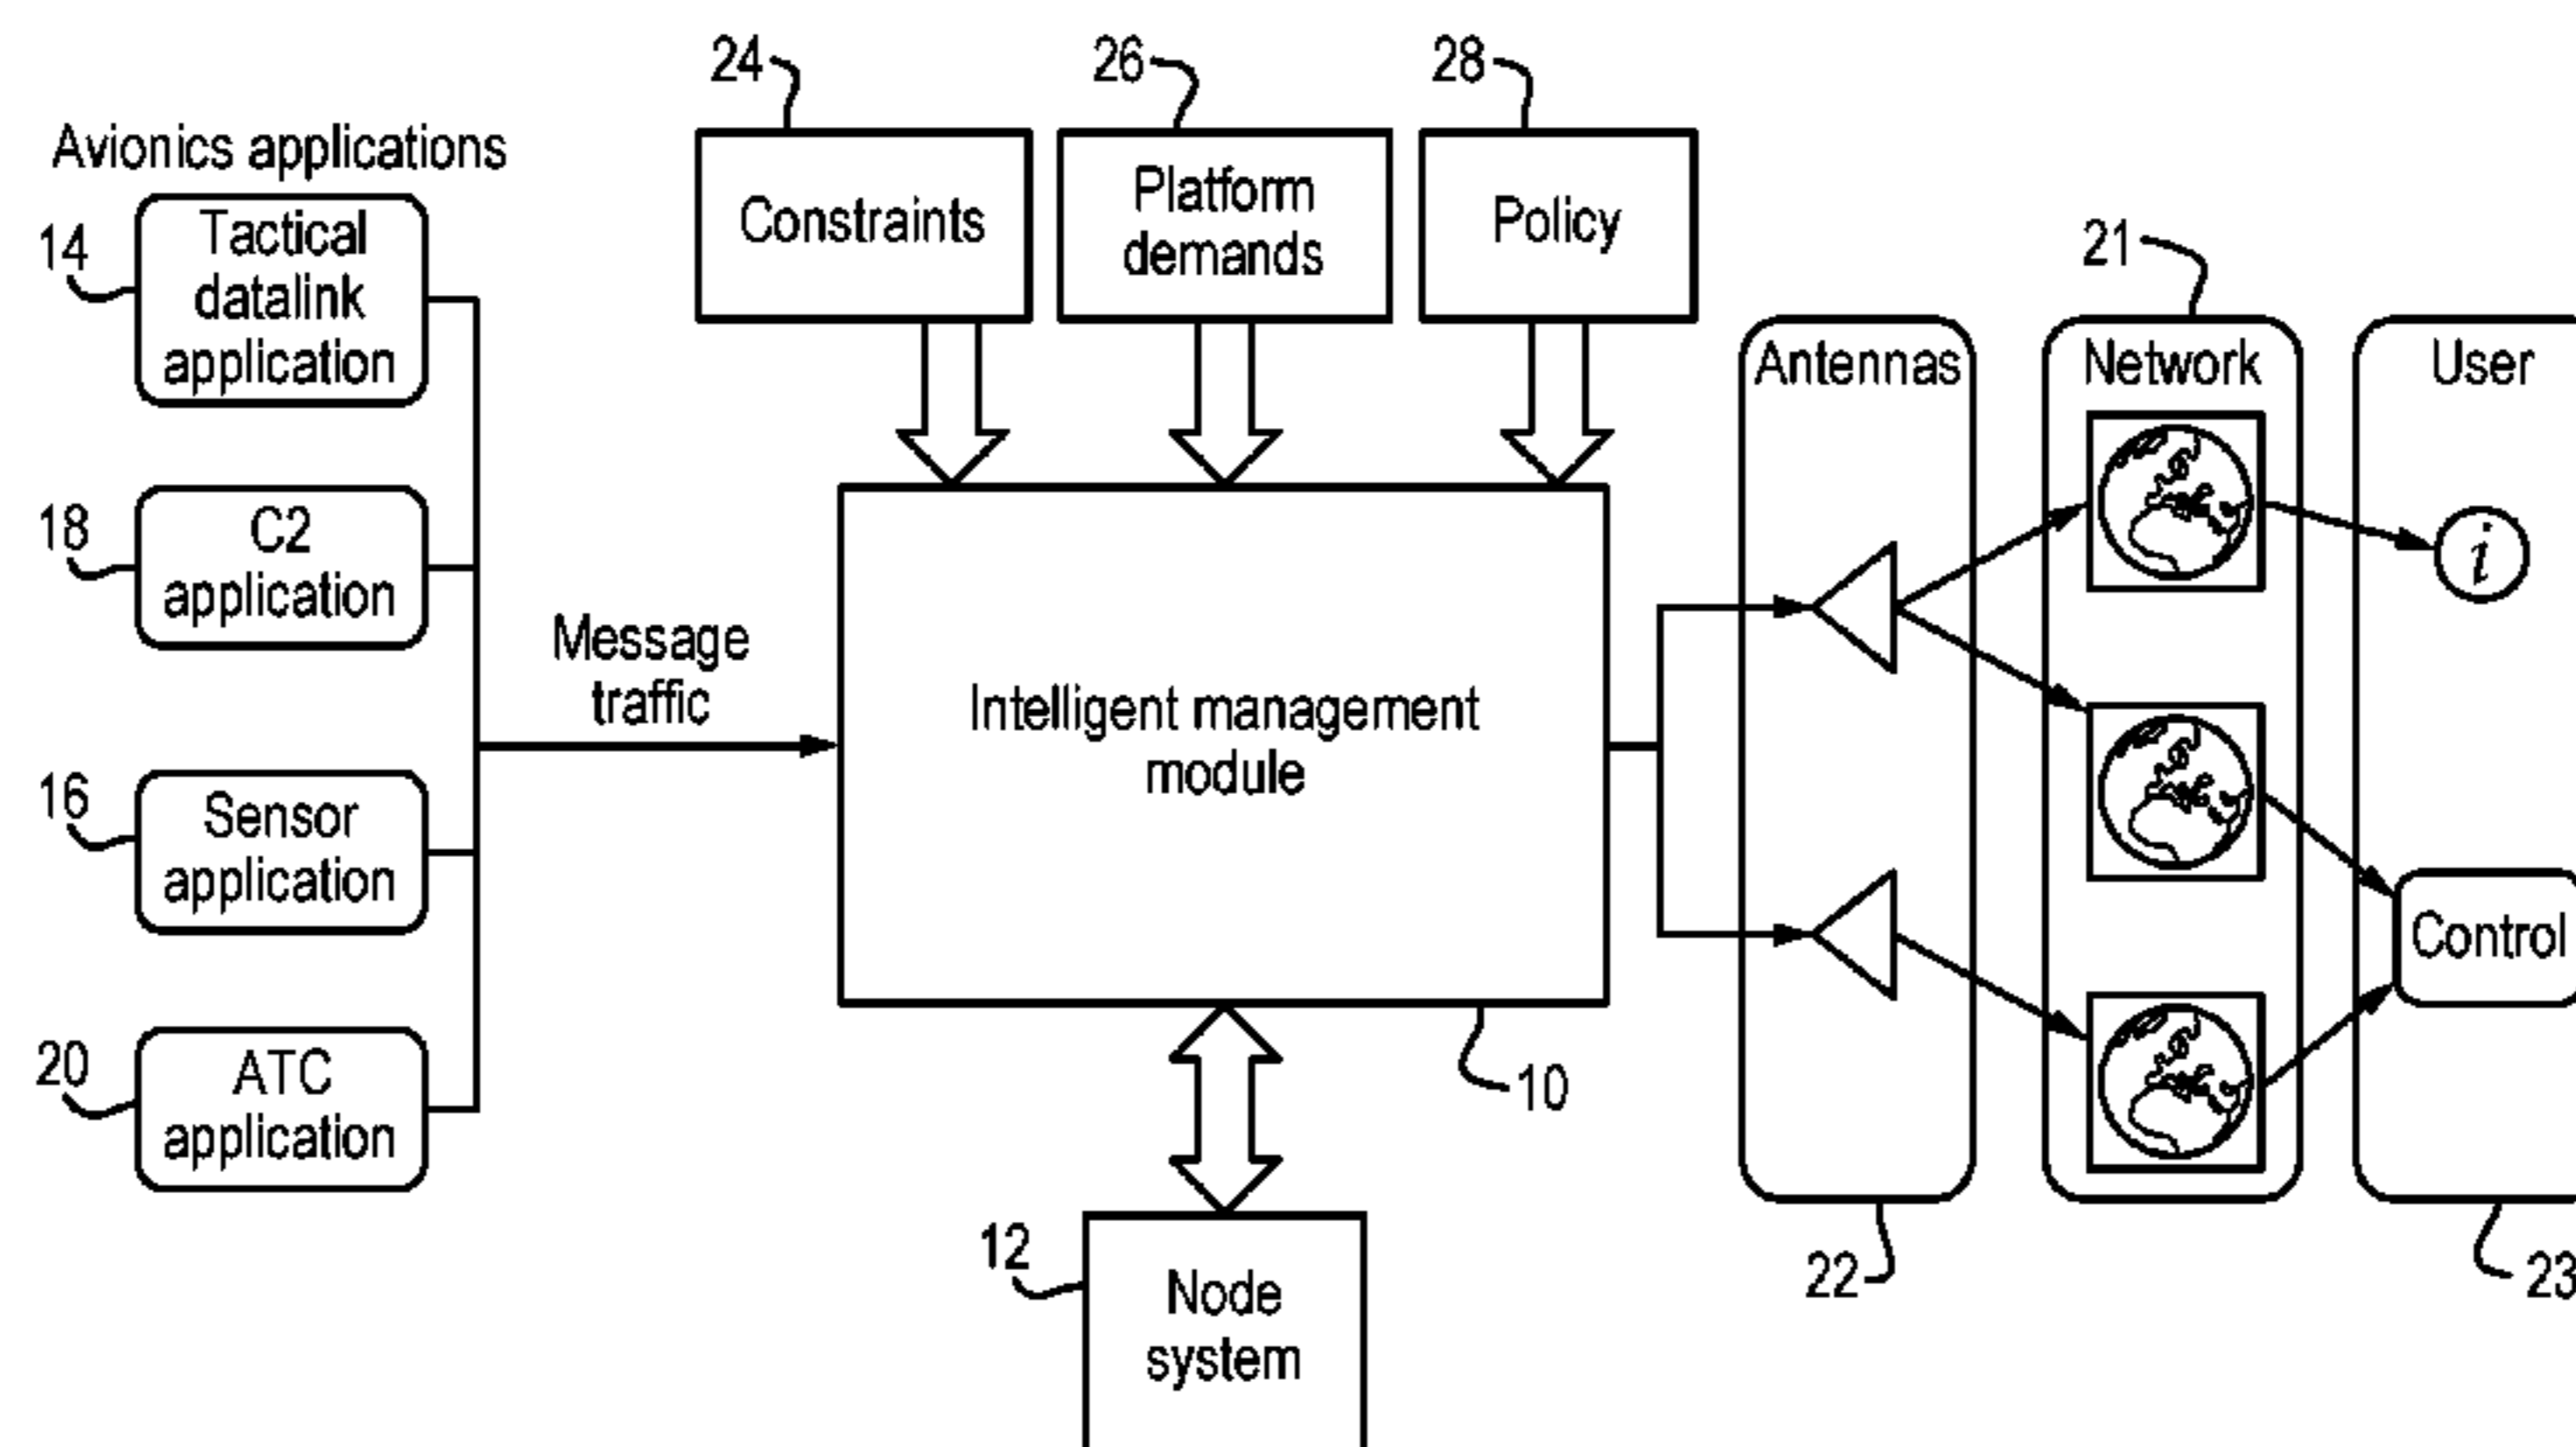 24
26
28
Avionics applications
14
Tactical
datalink
application
18
C2
application
16
Sensor
application
20
ATC
application
Message
traffic
Constraints
Platform
demands
Policy
Intelligent management
module
10
12
Node
system
Antennas
22
21
Network
User
i
Control
23